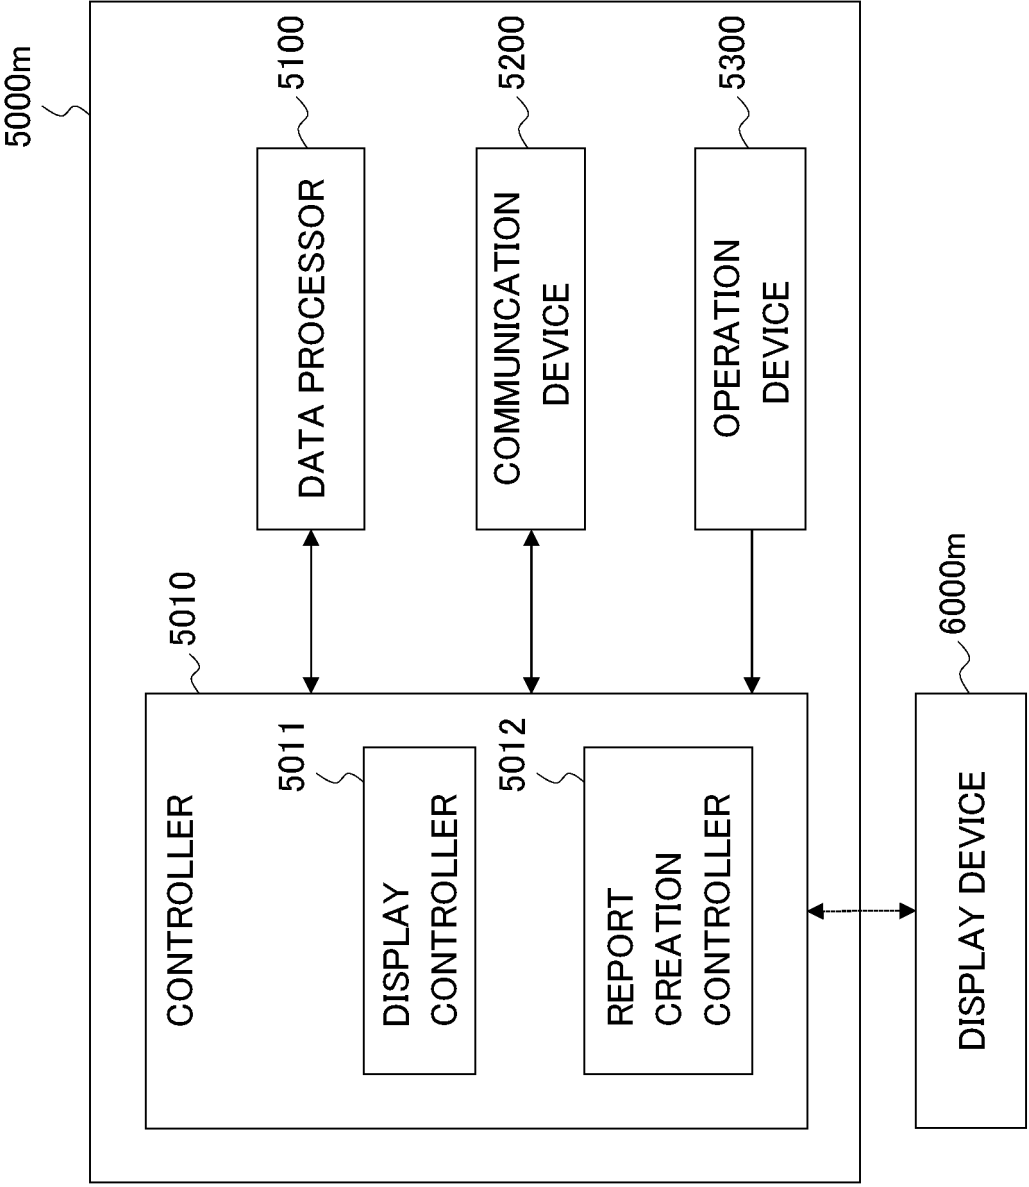 5000m
5010
CONTROLLER
5011
DISPLAY
CONTROLLER
5012
REPORT
CREATION
CONTROLLER
5100
DATA PROCESSOR
5200
COMMUNICATION
DEVICE
5300
OPERATION
DEVICE
6000m
DISPLAY DEVICE